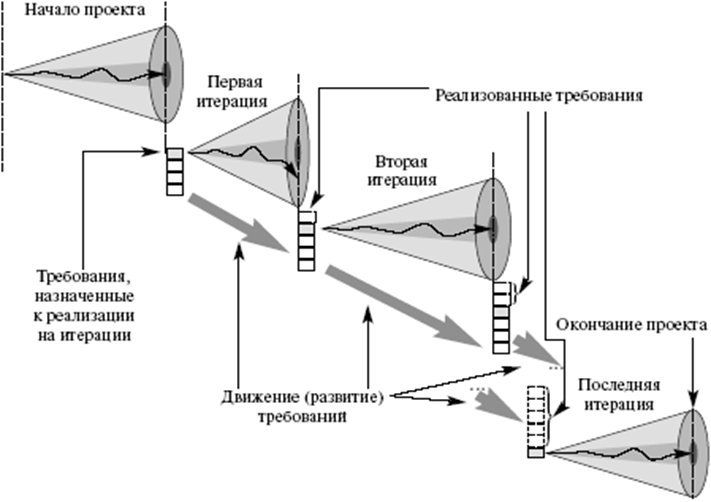 Начало проекта
Первая
итерация
Реализованные требования
Вторая
итерация
Требования,
назначенные
к реализации
на итерации
Окончание проекта
Движение (развитие)
требований
Последняя
итерация